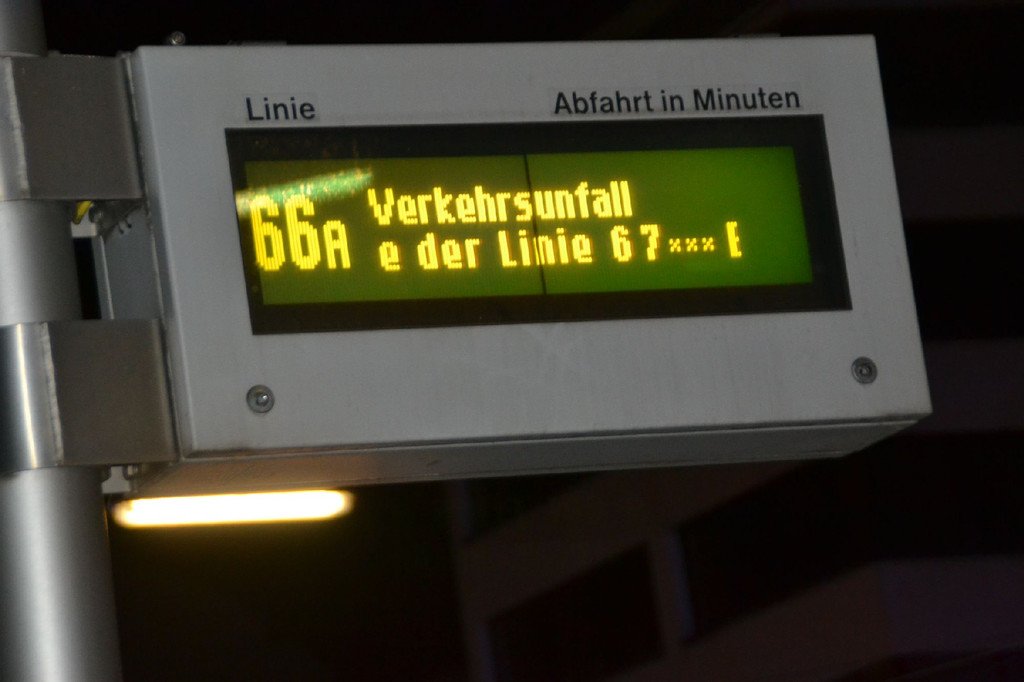 Linie Abfahrt in Minuten
66A Verkehrsunfall
e der Linie 67*** E